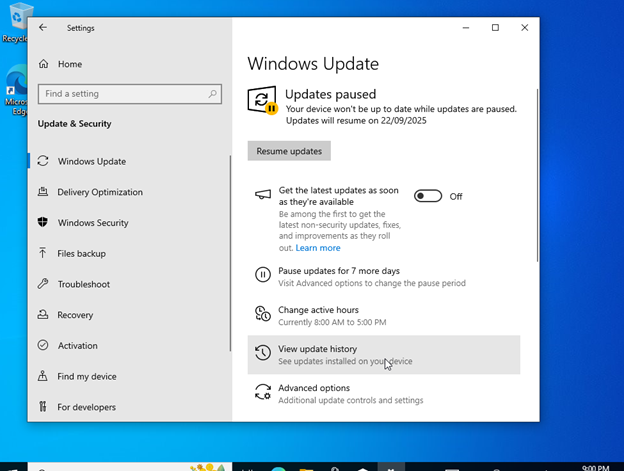 Recycle
Micros
Edge
Settings
Home
Find a setting
Update & Security
Windows Update
Delivery Optimization
Windows Security
Files backup
Troubleshoot
Recovery
Activation
Find my device
For developers
Windows Update
Updates paused
Your device won't be up to date while updates are paused.
Updates will resume on 22/09/2025
Resume updates
Get the latest updates as soon
as they're available
Off
Be among the first to get the
latest non-security updates, fixes,
and improvements as they roll
out. Learn more
Pause updates for 7 more days
Visit Advanced options to change the pause period
Change active hours
Currently 8:00 AM to 5:00 PM
View update history
See updates installed on your device
Advanced options
Additional update controls and settings
9:00 PM